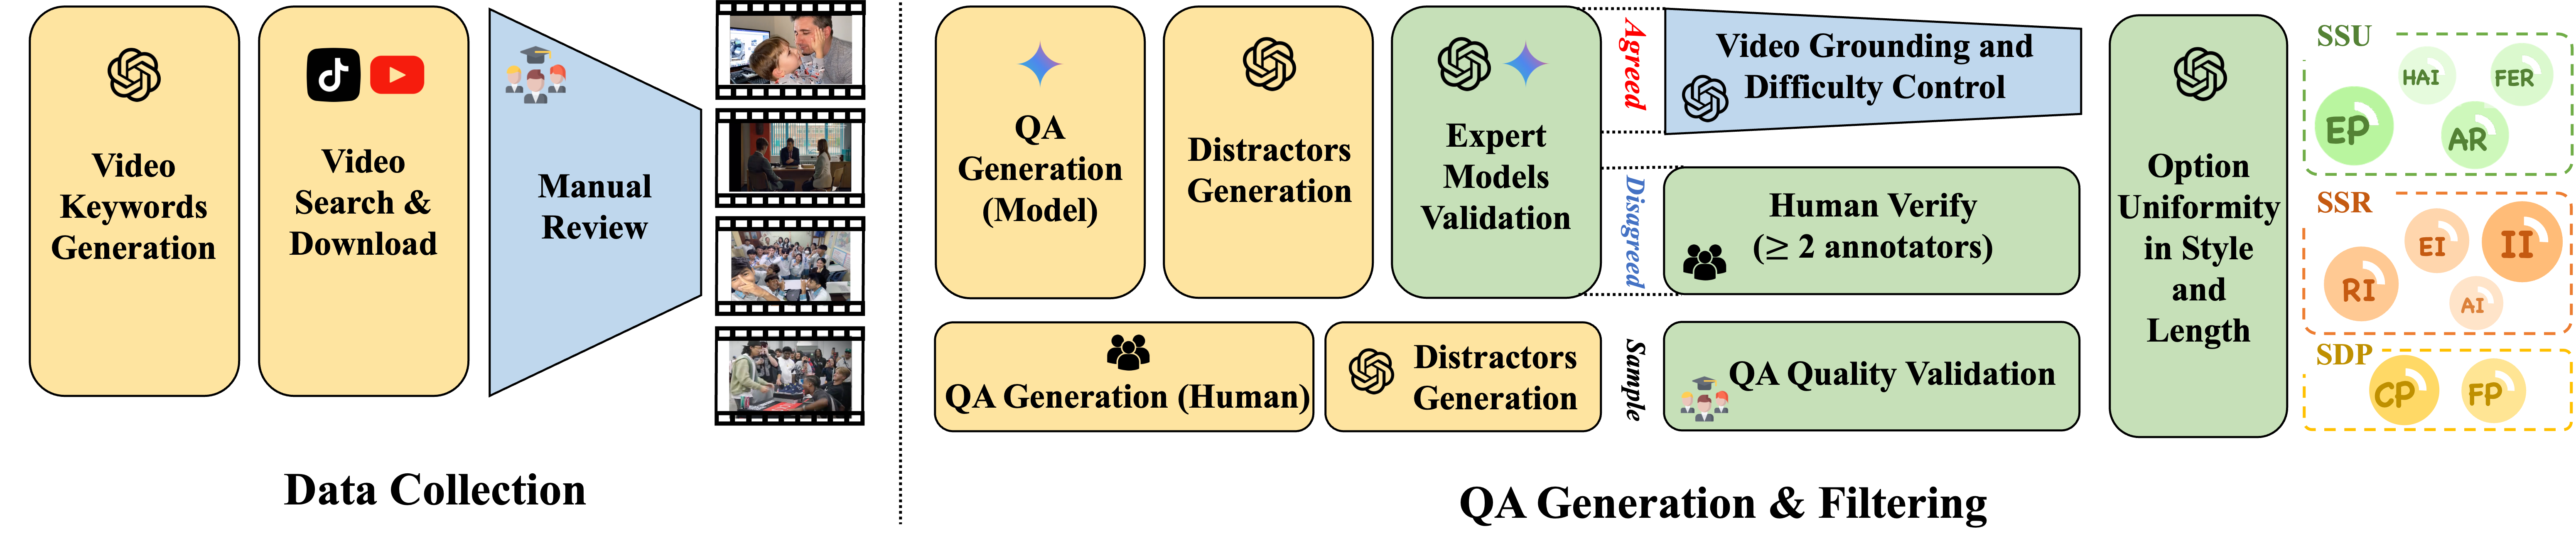 Video
Keywords
Generation
Video
Search &
Download
Manual
Review
Data Collection
QA
Generation
(Model)
Distractors
Generation
Expert
Models
Validation
Agreed
Disagreed
Video Grounding and
Difficulty Control
Human Verify
(≥ 2 annotators)
QA Generation (Human)
Distractors
Generation
Sample
QA Quality Validation
Option
Uniformity
in Style
and
Length
SSU
HAI
FER
EP
AR
SSR
EI
II
RI
AI
SDP
CP
FP
QA Generation & Filtering